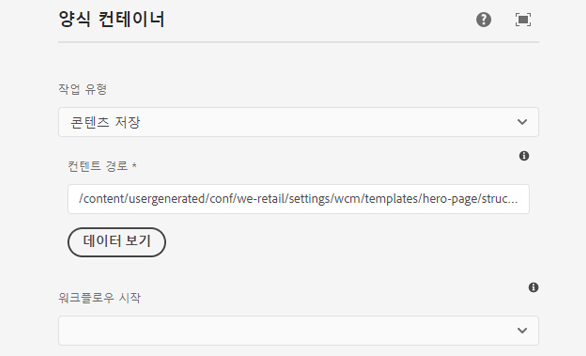 양식 컨테이너
작업 유형
콘텐츠 저장
컨텐트 경로 *
/content/usergenerated/conf/we-retail/settings/wcm/templates/hero-page/struc...
데이터 보기
워크플로우 시작